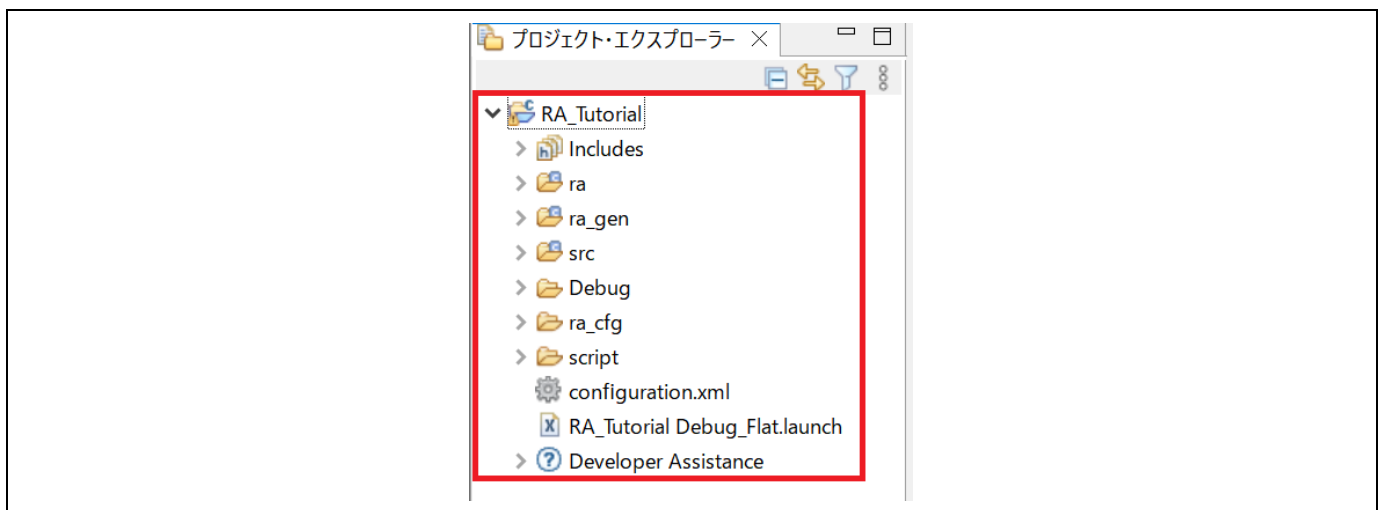 プロジェクト・エクスプローラー
RA_Tutorial
Includes
ra
ra_gen
src
Debug
ra_cfg
script
configuration.xml
RA_Tutorial Debug_Flat.launch
Developer Assistance